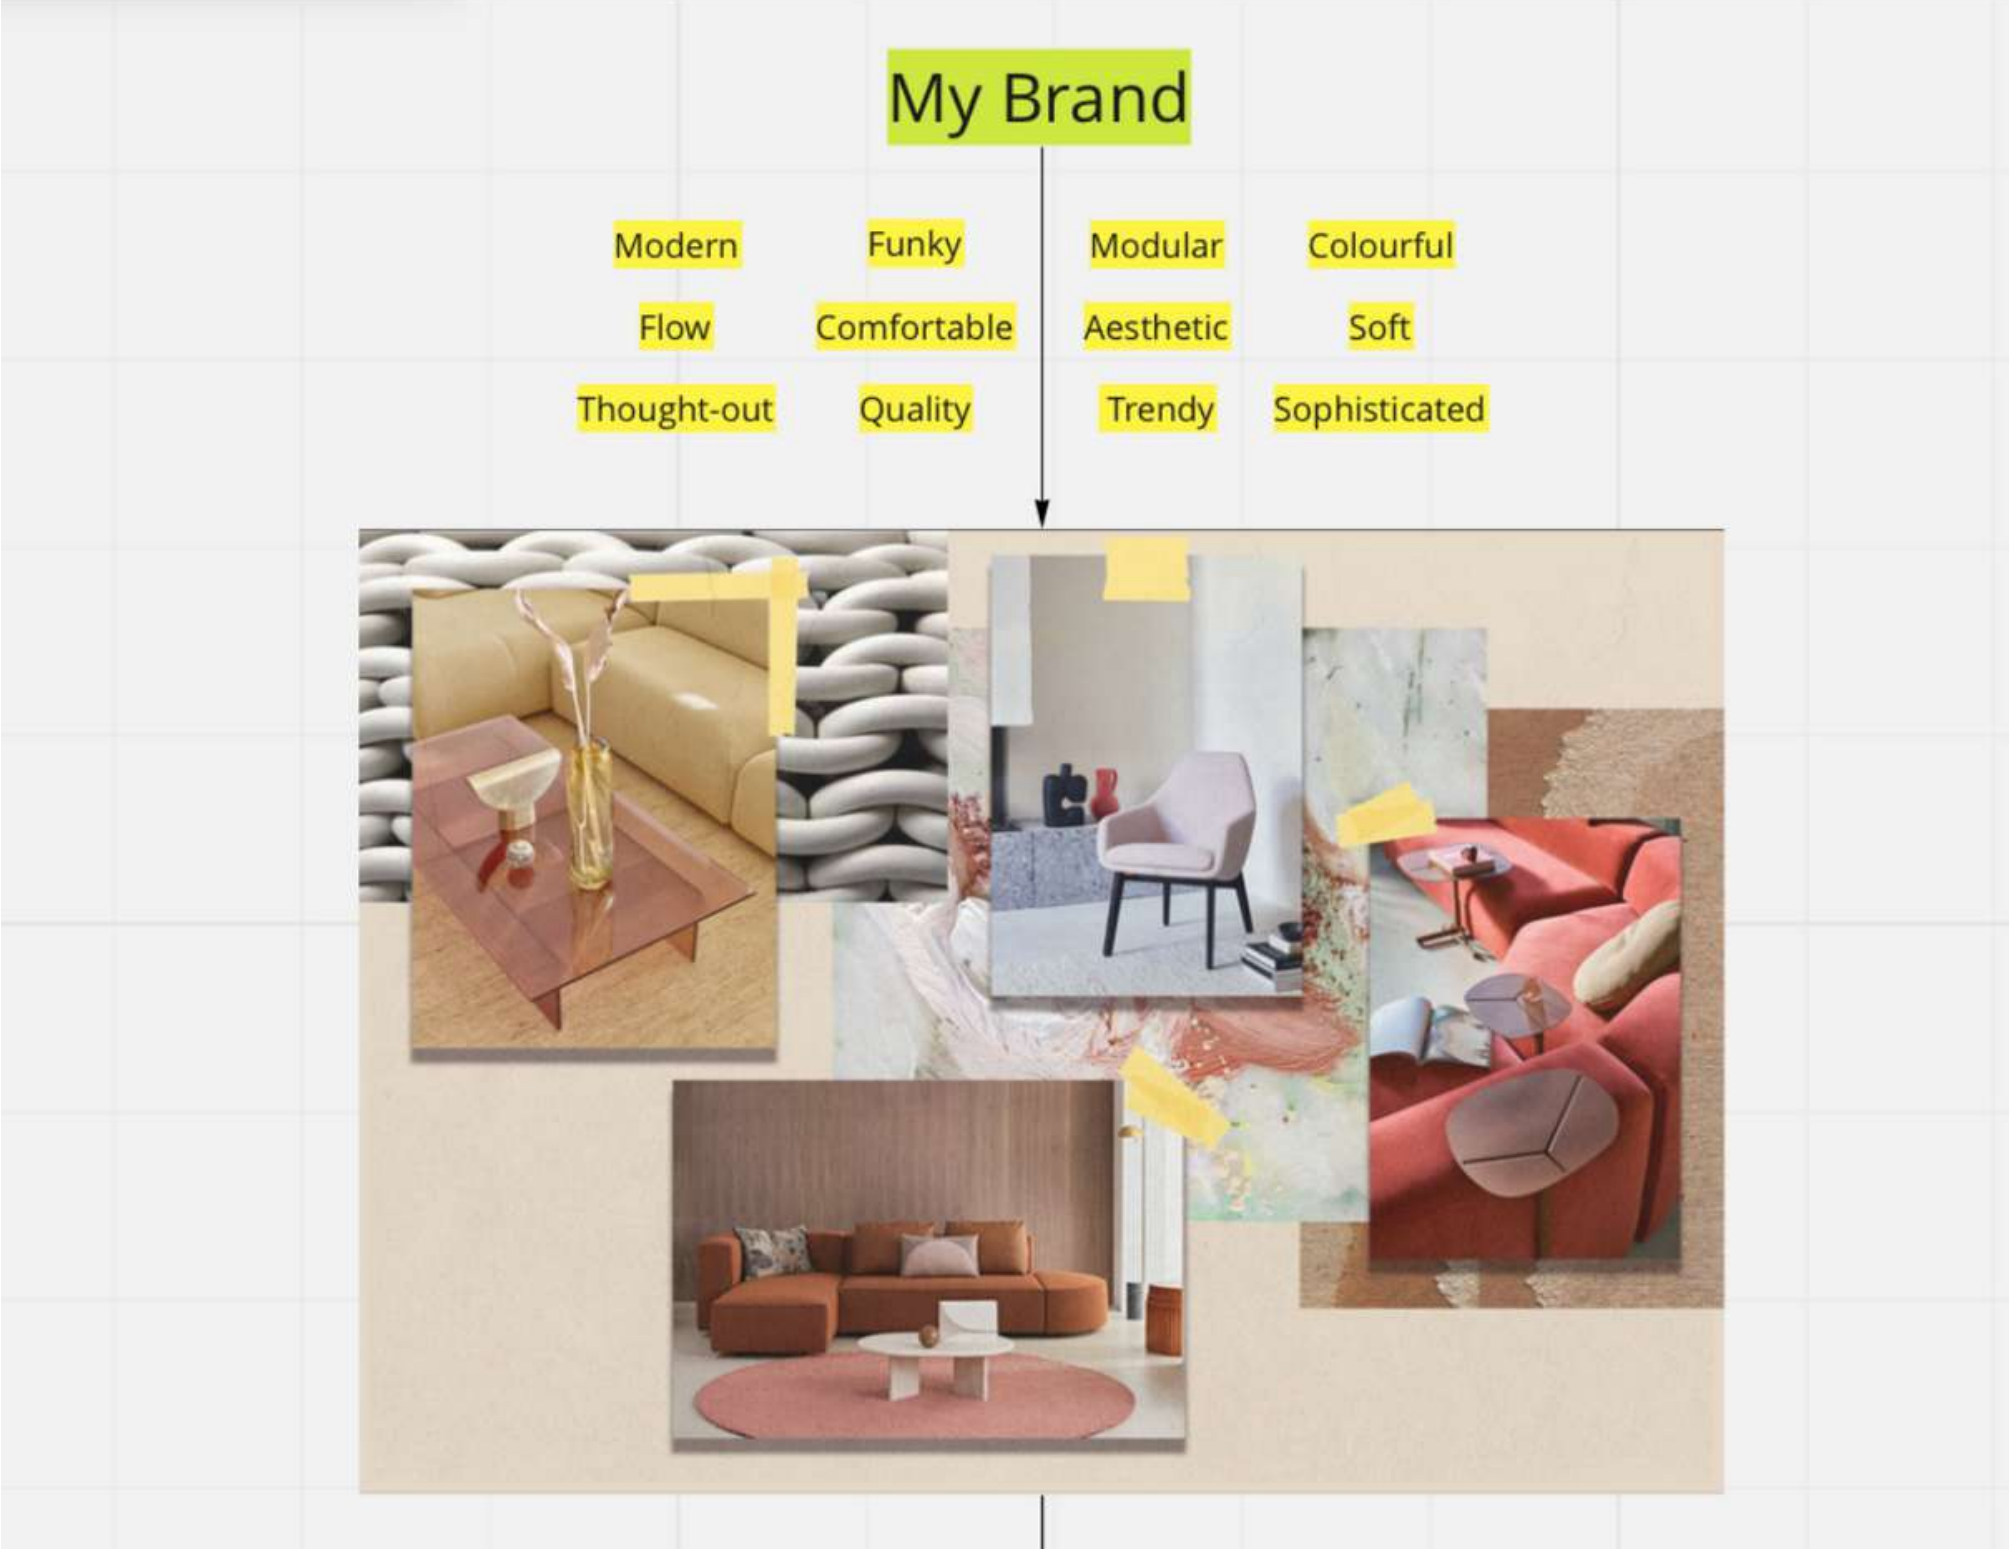 My Brand
Modern Funky Modular Colourful
Flow Comfortable Aesthetic Soft
Thought-out Quality Trendy Sophisticated